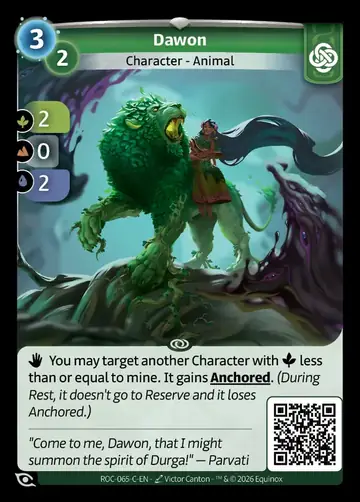 3
Dawon
2
Character - Animal
2
0
2
You may target another Character with less
than or equal to mine. It gains Anchored. (During
Rest, it doesn't go to Reserve and it loses
Anchored.)
"Come to me, Dawon, that I might
summon the spirit of Durga!" — Parvati
ROC-065-C-EN - Victor Canton - ™ & © 2026 Equinox